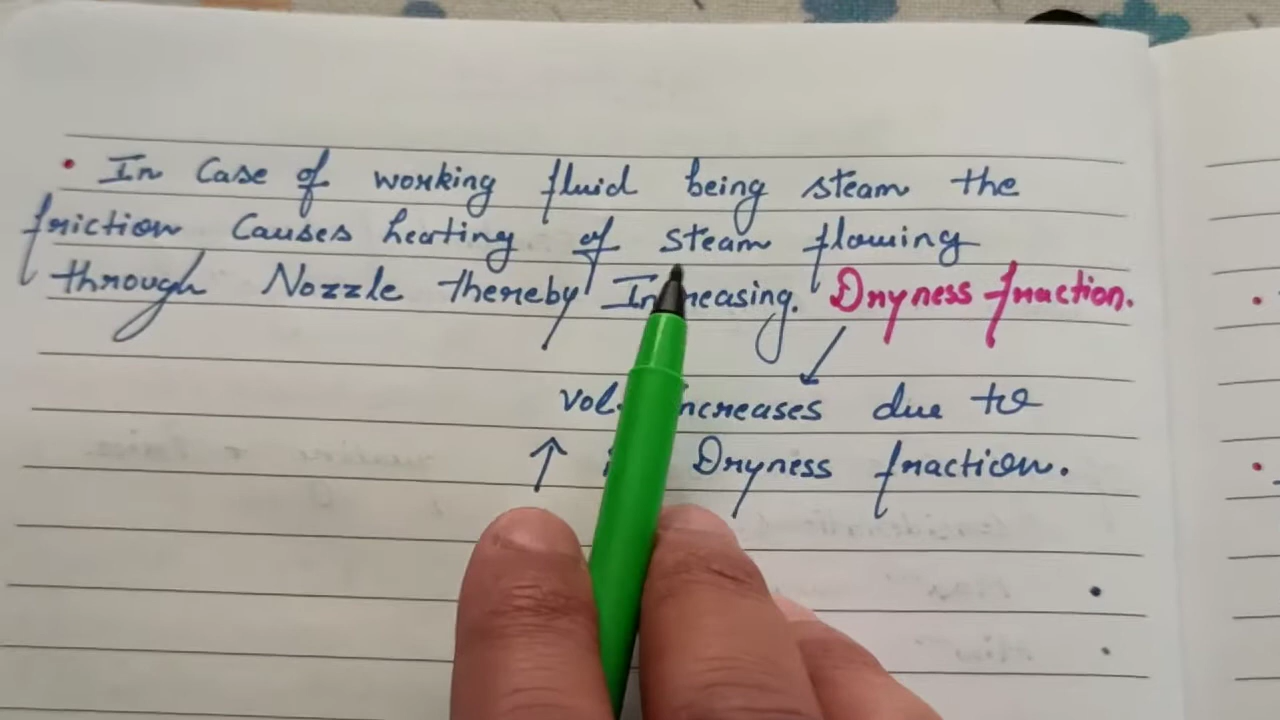 • In Case of working fluid being steam the
friction Causes heating of steam flowing
through Nozzle thereby Increasing. Dryness fraction.
vol. increases due to
↑ in Dryness fraction.